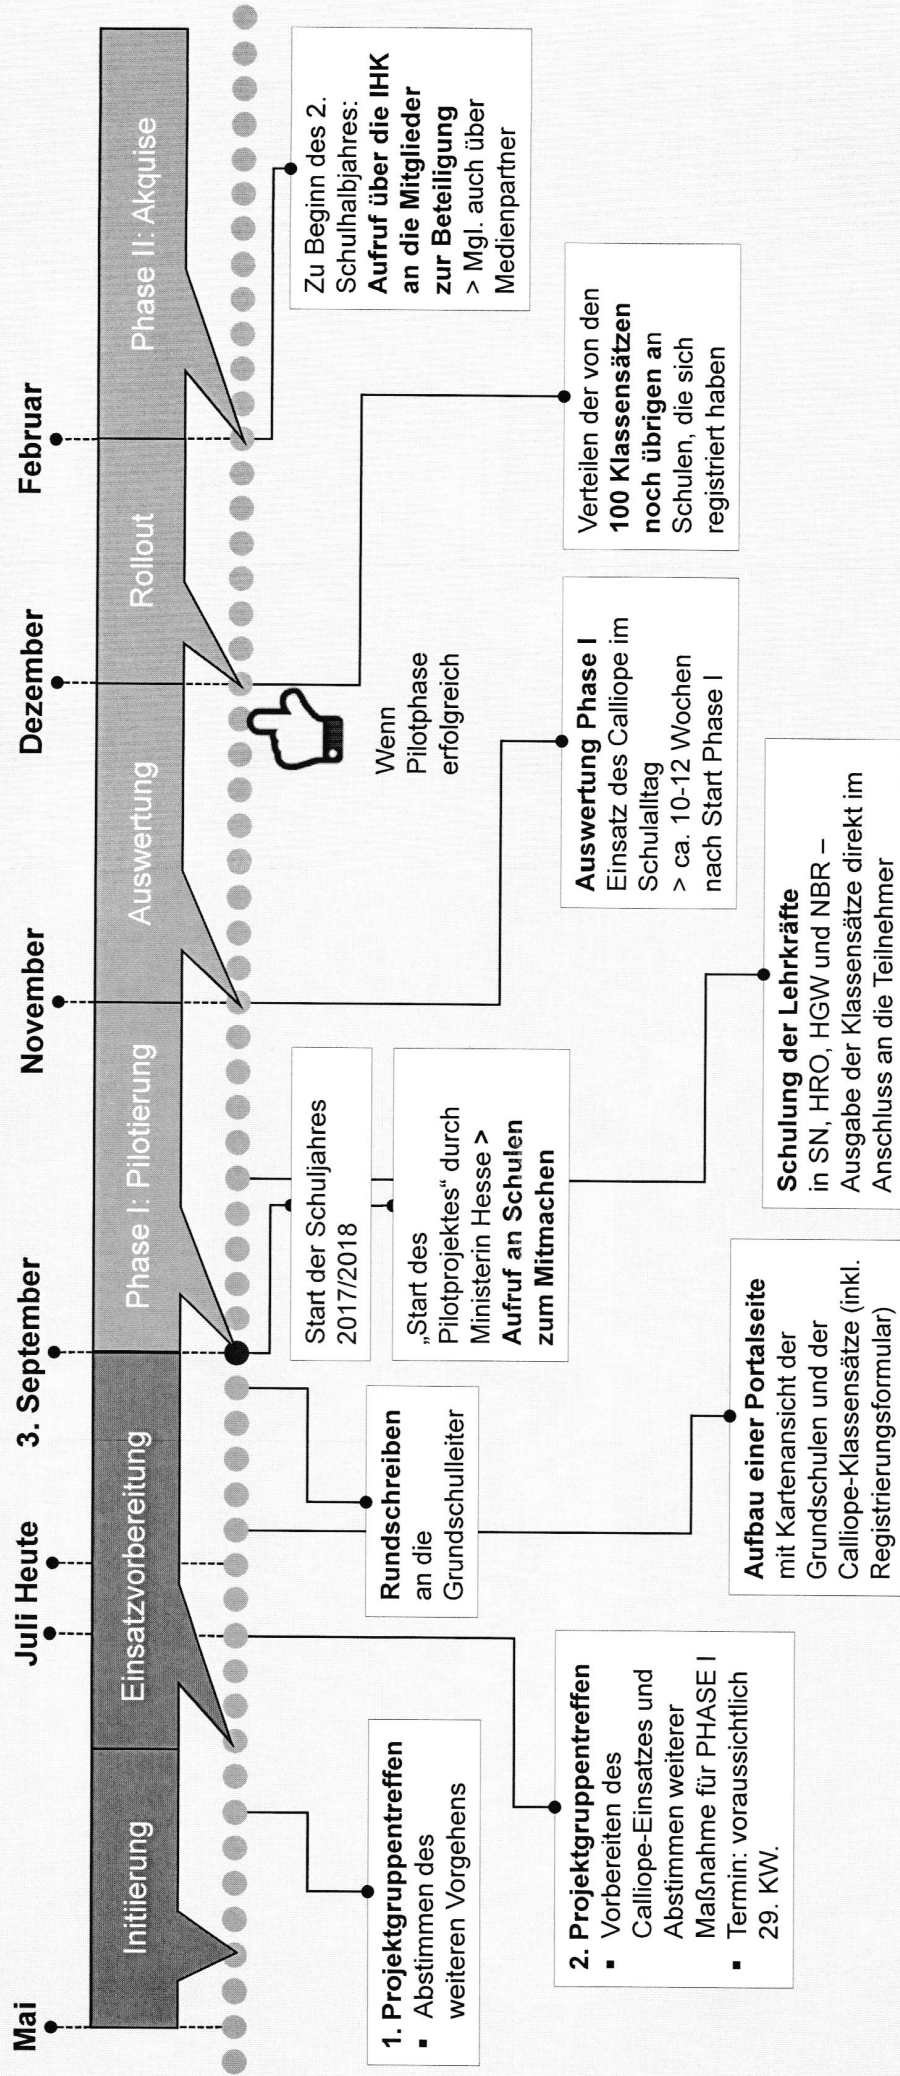 Mai
Juli
Heute
3. September
November
Dezember
Februar
Initiierung
Einsatzvorbereitung
Phase I: Pilotierung
Auswertung
Rollout
Phase II: Akquise
1. Projektgruppentreffen
▪ Abstimmen des
weiteren Vorgehens
2. Projektgruppentreffen
▪ Vorbereiten des
Calliope-Einsatzes und
Abstimmen weiterer
Maßnahme für PHASE I
▪ Termin: voraussichtlich
29. KW.
Rundschreiben
an die
Grundschulleiter
Aufbau einer Portalseite
mit Kartenansicht der
Grundschulen und der
Calliope-Klassensätze (inkl.
Registrierungsformular)
Start der Schuljahres
2017/2018
„Start des
Pilotprojektes“ durch
Ministerin Hesse >
Aufruf an Schulen
zum Mitmachen
Schulung der Lehrkräfte
in SN, HRO, HGW und NBR –
Ausgabe der Klassensätze direkt im
Anschluss an die Teilnehmer
Auswertung Phase I
Einsatz des Calliope im
Schulalltag
> ca. 10-12 Wochen
nach Start Phase I
Wenn
Pilotphase
erfolgreich
Verteilen der von den
100 Klassensätzen
noch übrigen an
Schulen, die sich
registriert haben
Zu Beginn des 2.
Schulhalbjahres:
Aufruf über die IHK
an die Mitglieder
zur Beteiligung
> Mgl. auch über
Medienpartner